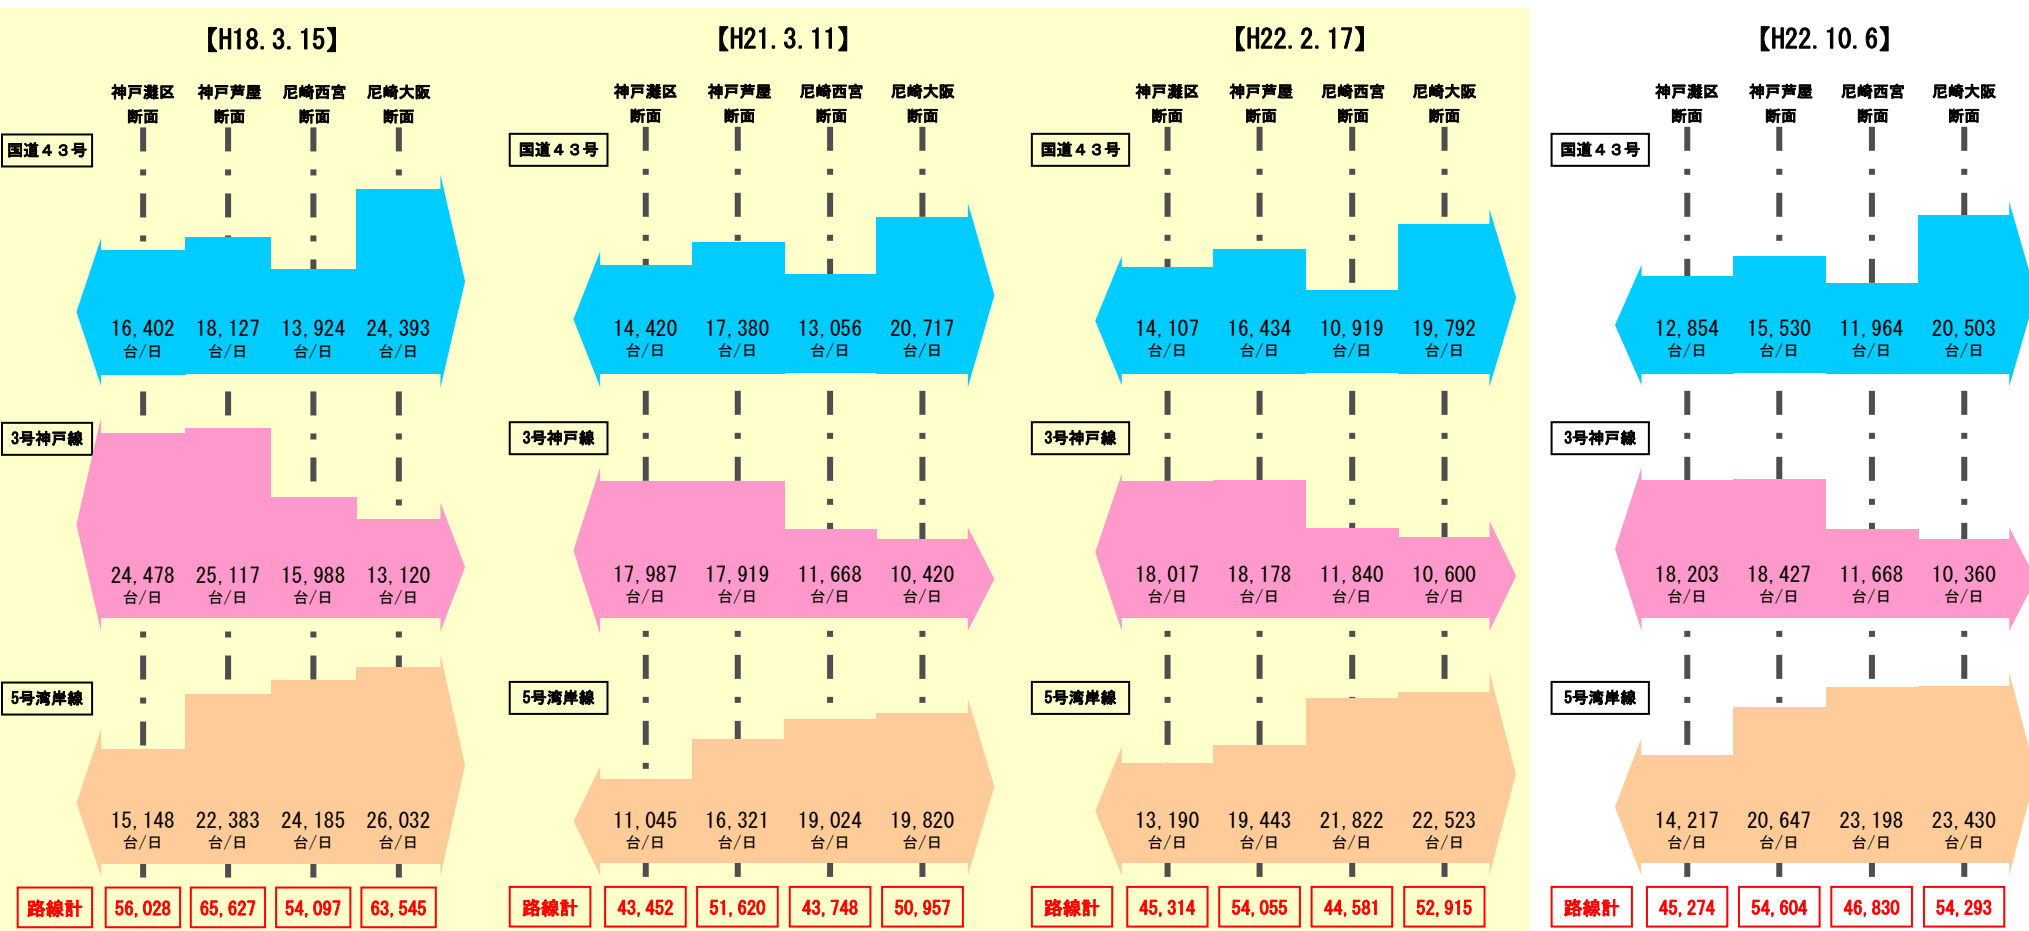 【H18.3.15】
神戸灘区 神戸芦屋 尼崎西宮 尼崎大阪
断面 断面 断面 断面
国道４３号
16,402 18,127 13,924 24,393
台/日 台/日 台/日 台/日
3号神戸線
24,478 25,117 15,988 13,120
台/日 台/日 台/日 台/日
5号湾岸線
15,148 22,383 24,185 26,032
台/日 台/日 台/日 台/日
路線計 56,028 65,627 54,097 63,545
【H21.3.11】
神戸灘区 神戸芦屋 尼崎西宮 尼崎大阪
断面 断面 断面 断面
国道４３号
14,420 17,380 13,056 20,717
台/日 台/日 台/日 台/日
3号神戸線
17,987 17,919 11,668 10,420
台/日 台/日 台/日 台/日
5号湾岸線
11,045 16,321 19,024 19,820
台/日 台/日 台/日 台/日
路線計 43,452 51,620 43,748 50,957
【H22.2.17】
神戸灘区 神戸芦屋 尼崎西宮 尼崎大阪
断面 断面 断面 断面
国道４３号
14,107 16,434 10,919 19,792
台/日 台/日 台/日 台/日
3号神戸線
18,017 18,178 11,840 10,600
台/日 台/日 台/日 台/日
5号湾岸線
13,190 19,443 21,822 22,523
台/日 台/日 台/日 台/日
路線計 45,314 54,055 44,581 52,915
【H22.10.6】
神戸灘区 神戸芦屋 尼崎西宮 尼崎大阪
断面 断面 断面 断面
国道４３号
12,854 15,530 11,964 20,503
台/日 台/日 台/日 台/日
3号神戸線
18,203 18,427 11,668 10,360
台/日 台/日 台/日 台/日
5号湾岸線
14,217 20,647 23,198 23,430
台/日 台/日 台/日 台/日
路線計 45,274 54,604 46,830 54,293